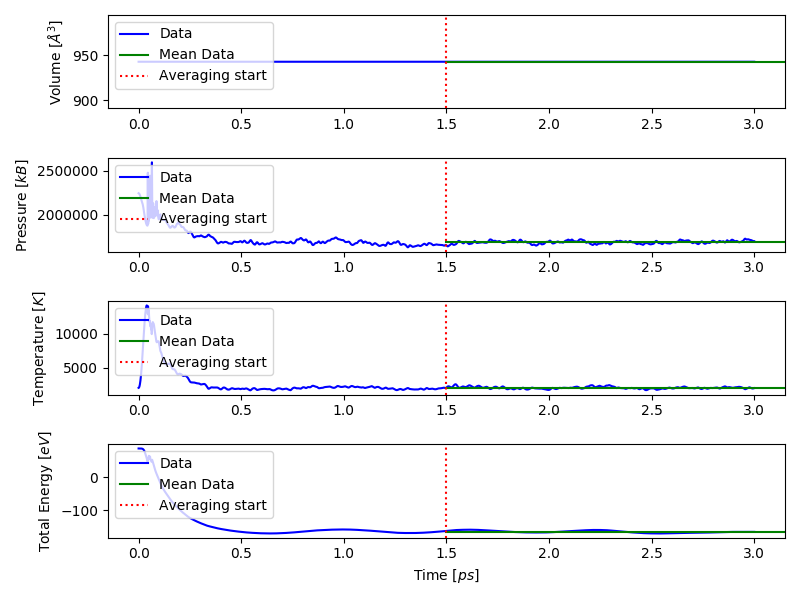 Volume [Å³]
950
900
Data
Mean Data
Averaging start
0.0 0.5 1.0 1.5 2.0 2.5 3.0
Pressure [kB]
2500000
2000000
Data
Mean Data
Averaging start
0.0 0.5 1.0 1.5 2.0 2.5 3.0
Temperature [K]
10000
5000
Data
Mean Data
Averaging start
0.0 0.5 1.0 1.5 2.0 2.5 3.0
Total Energy [eV]
0
−100
Data
Mean Data
Averaging start
0.0 0.5 1.0 1.5 2.0 2.5 3.0
Time [ps]